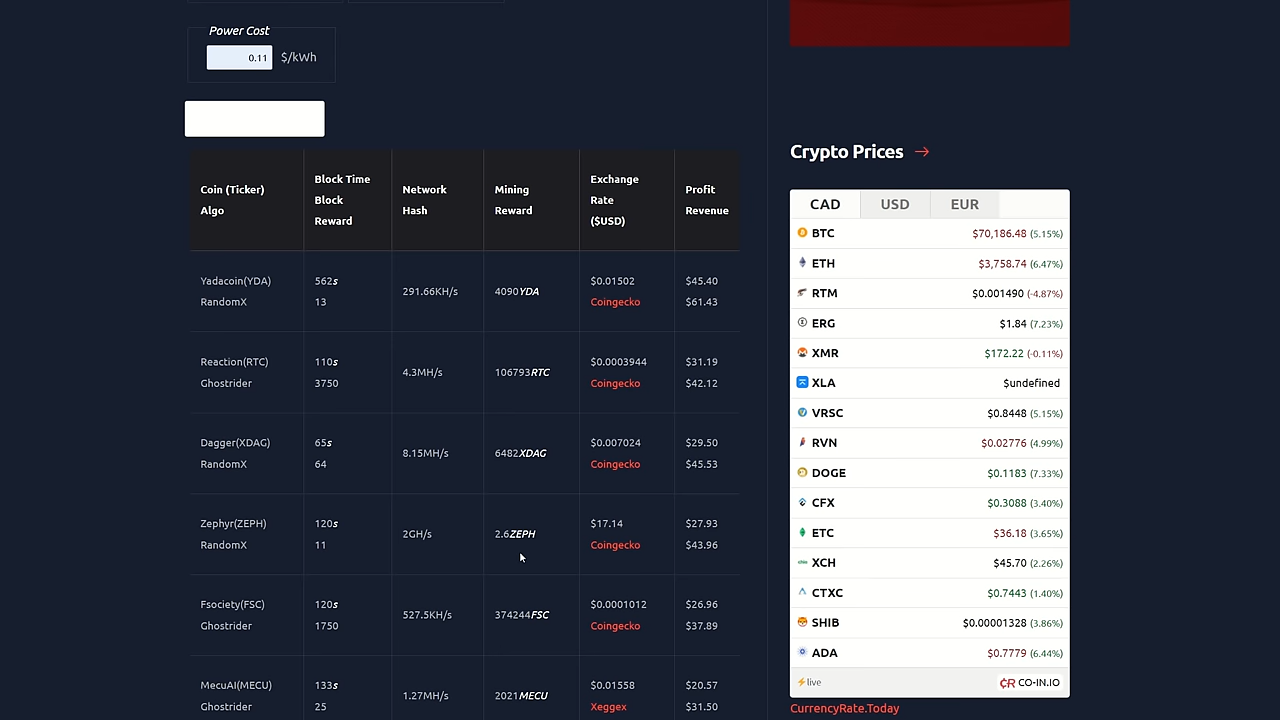 Power Cost
0.11 $/kWh
Coin (Ticker)
Algo
Block Time
Block
Reward
Network
Hash
Mining
Reward
Exchange
Rate
($USD)
Profit
Revenue
Yadacoin(YDA)
RandomX
562s
13
291.66KH/s
4090YDA
$0.01502
Coingecko
$45.40
$61.43
Reaction(RTC)
Ghostrider
110s
3750
4.3MH/s
106793RTC
$0.0003944
Coingecko
$31.19
$42.12
Dagger(XDAG)
RandomX
65s
64
8.15MH/s
6482XDAG
$0.007024
Coingecko
$29.50
$45.53
Zephyr(ZEPH)
RandomX
120s
11
2GH/s
2.6ZEPH
$17.14
Coingecko
$27.93
$43.96
Fsociety(FSC)
Ghostrider
120s
1750
527.5KH/s
374244FSC
$0.0001012
Coingecko
$26.96
$37.89
MecuAI(MECU)
Ghostrider
133s
25
1.27MH/s
2021MECU
$0.01558
Xeggex
$20.57
$31.50
Crypto Prices →
CAD USD EUR
BTC $70,186.48 (5.15%)
ETH $3,758.74 (6.47%)
RTM $0.001490 (-4.87%)
ERG $1.84 (7.23%)
XMR $172.22 (-0.11%)
XLA $undefined
VRSC $0.8448 (5.15%)
RVN $0.02776 (4.99%)
DOGE $0.1183 (7.33%)
CFX $0.3088 (3.40%)
ETC $36.18 (3.65%)
XCH $45.70 (2.26%)
CTXC $0.7443 (1.40%)
SHIB $0.00001328 (3.86%)
ADA $0.7779 (6.44%)
⚡live CR CO-IN.IO
CurrencyRate.Today